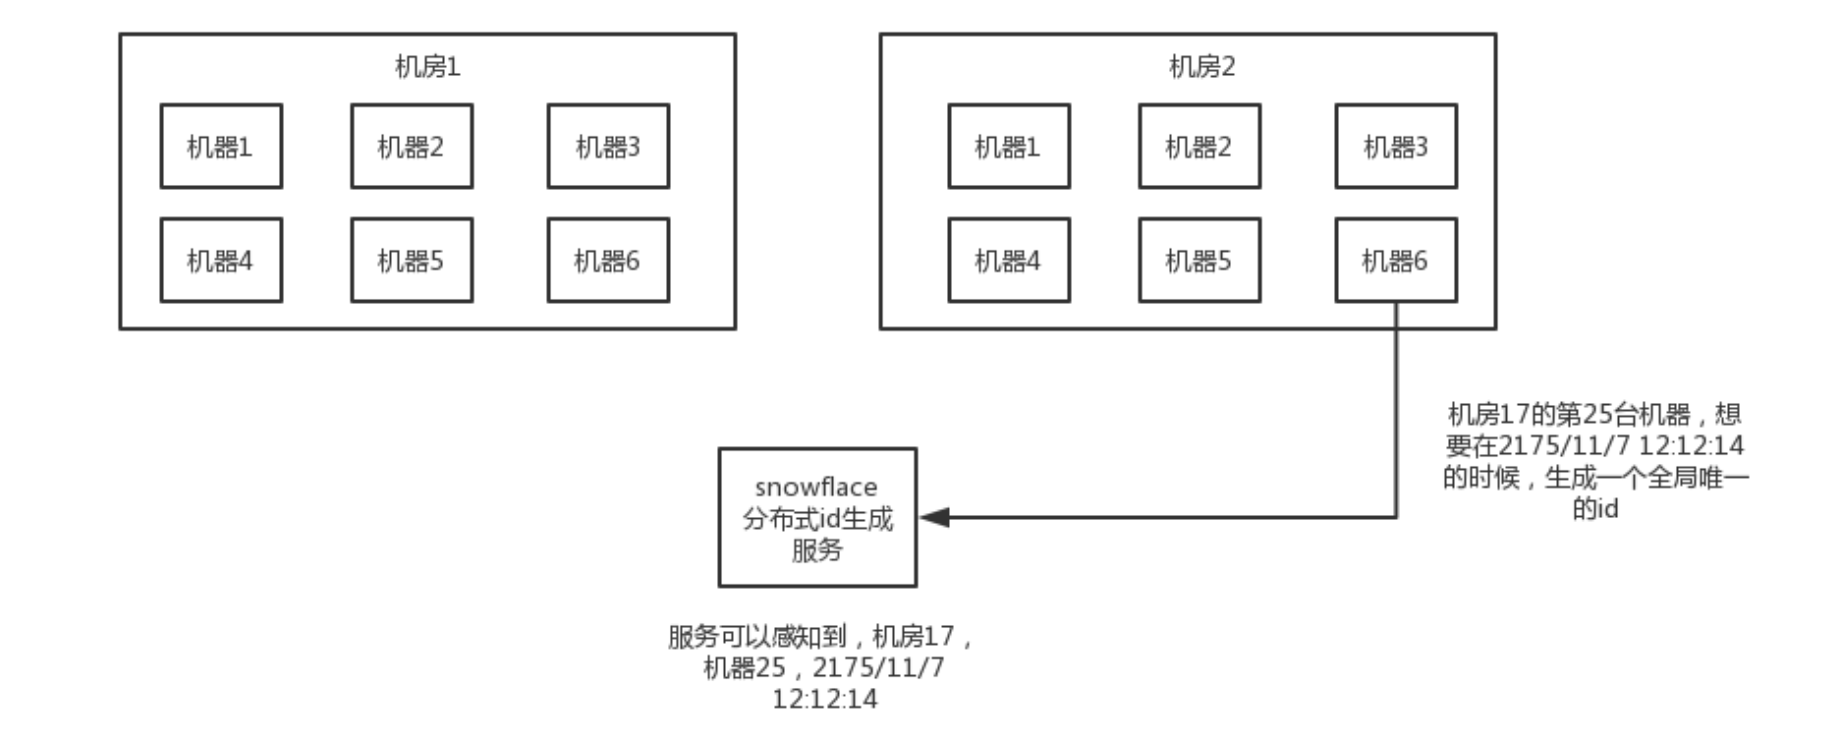 机房1
机器1
机器2
机器3
机器4
机器5
机器6
机房2
机器1
机器2
机器3
机器4
机器5
机器6
机房17的第25台机器，想
要在2175/11/7 12:12:14
的时候，生成一个全局唯一
的id
snowflace
分布式id生成
服务
服务可以感知到，机房17，
机器25，2175/11/7
12:12:14